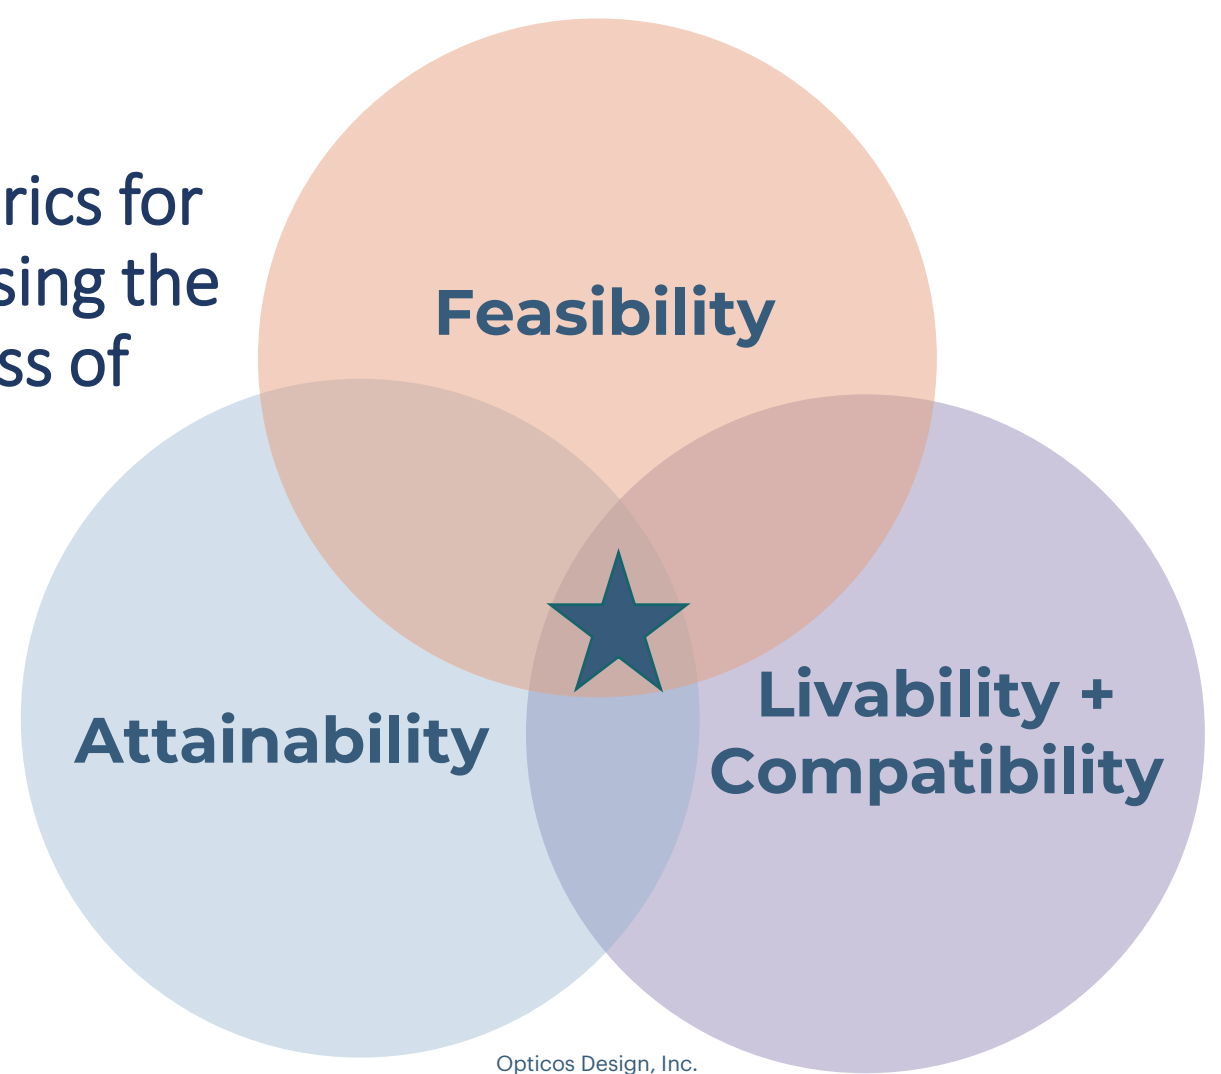 rics for
sing the
ss of
Feasibility
Attainability
Livability +
Compatibility
Opticos Design, Inc.